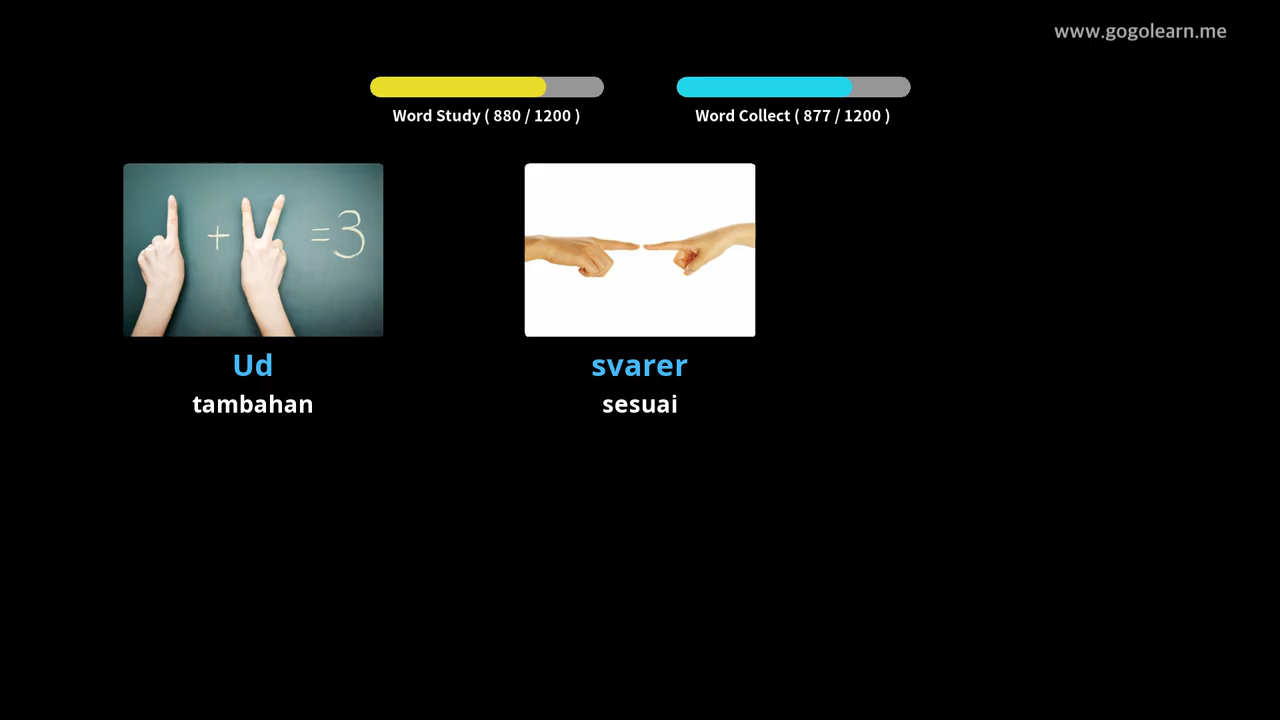 www.gogolearn.me
Word Study ( 880 / 1200 )
Word Collect ( 877 / 1200 )
+ =3
Ud
tambahan
svarer
sesuai